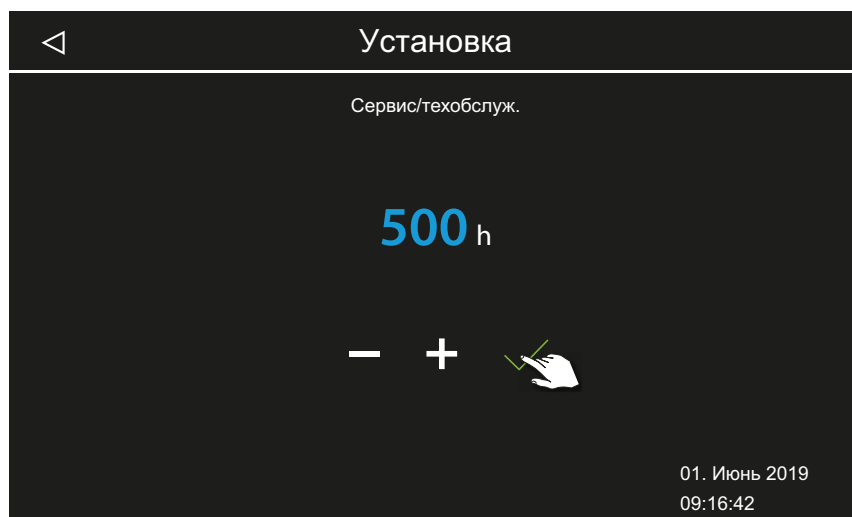 Установка
Сервис/техобслуж.
500 h
01. Июнь 2019
09:16:42